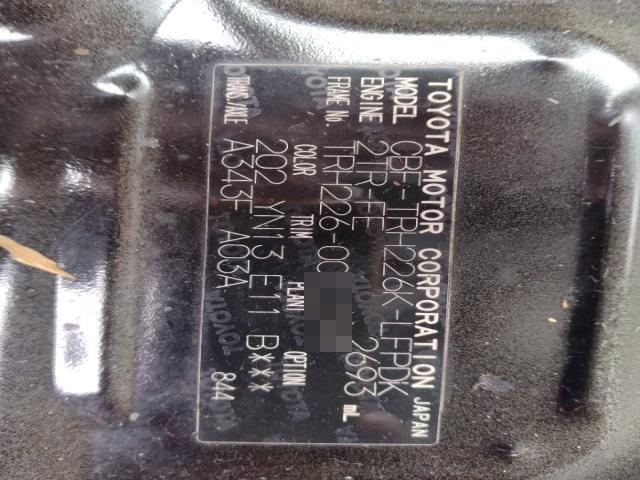 TOYOTA MOTOR CORPORATION JAPAN
MODEL CBF-TRH226K-LFPDK
ENGINE 2TR-FE 2693 mL
FRAME No. TRH226-00
COLOR TRIM PLANT OPTION
202 YN13 E11 B***
TRANS/AXLE A343F A03A 844